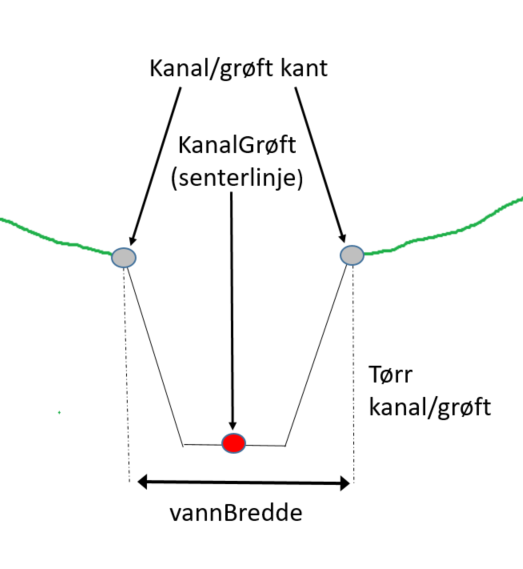 Kanal/grøft kant
KanalGrøft
(senterlinje)
Tørr
kanal/grøft
vannBredde